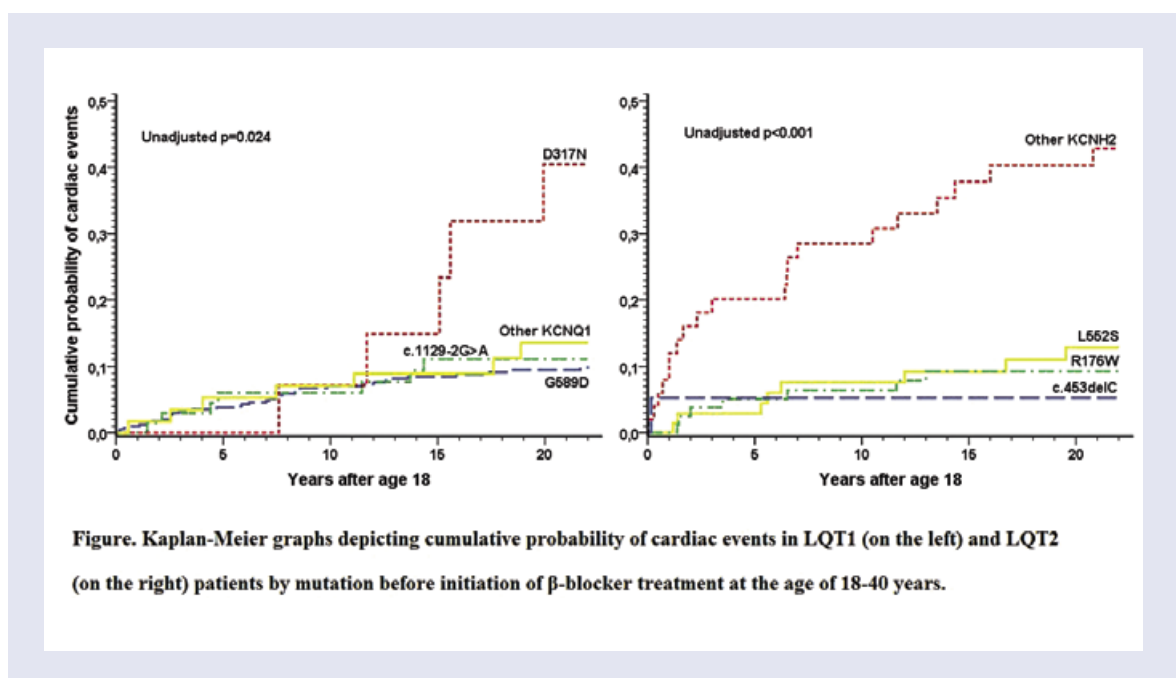 Cumulative probability of cardiac events
0,5
0,4
0,3
0,2
0,1
0,0
Unadjusted p=0.024
D317N
Other KCNQ1
c.1129-2G>A
G589D
0 5 10 15 20
Years after age 18
0,5
0,4
0,3
0,2
0,1
0,0
Unadjusted p<0.001
Other KCNH2
L552S
R176W
c.453delC
0 5 10 15 20
Years after age 18
Figure. Kaplan-Meier graphs depicting cumulative probability of cardiac events in LQT1 (on the left) and LQT2
(on the right) patients by mutation before initiation of β-blocker treatment at the age of 18-40 years.